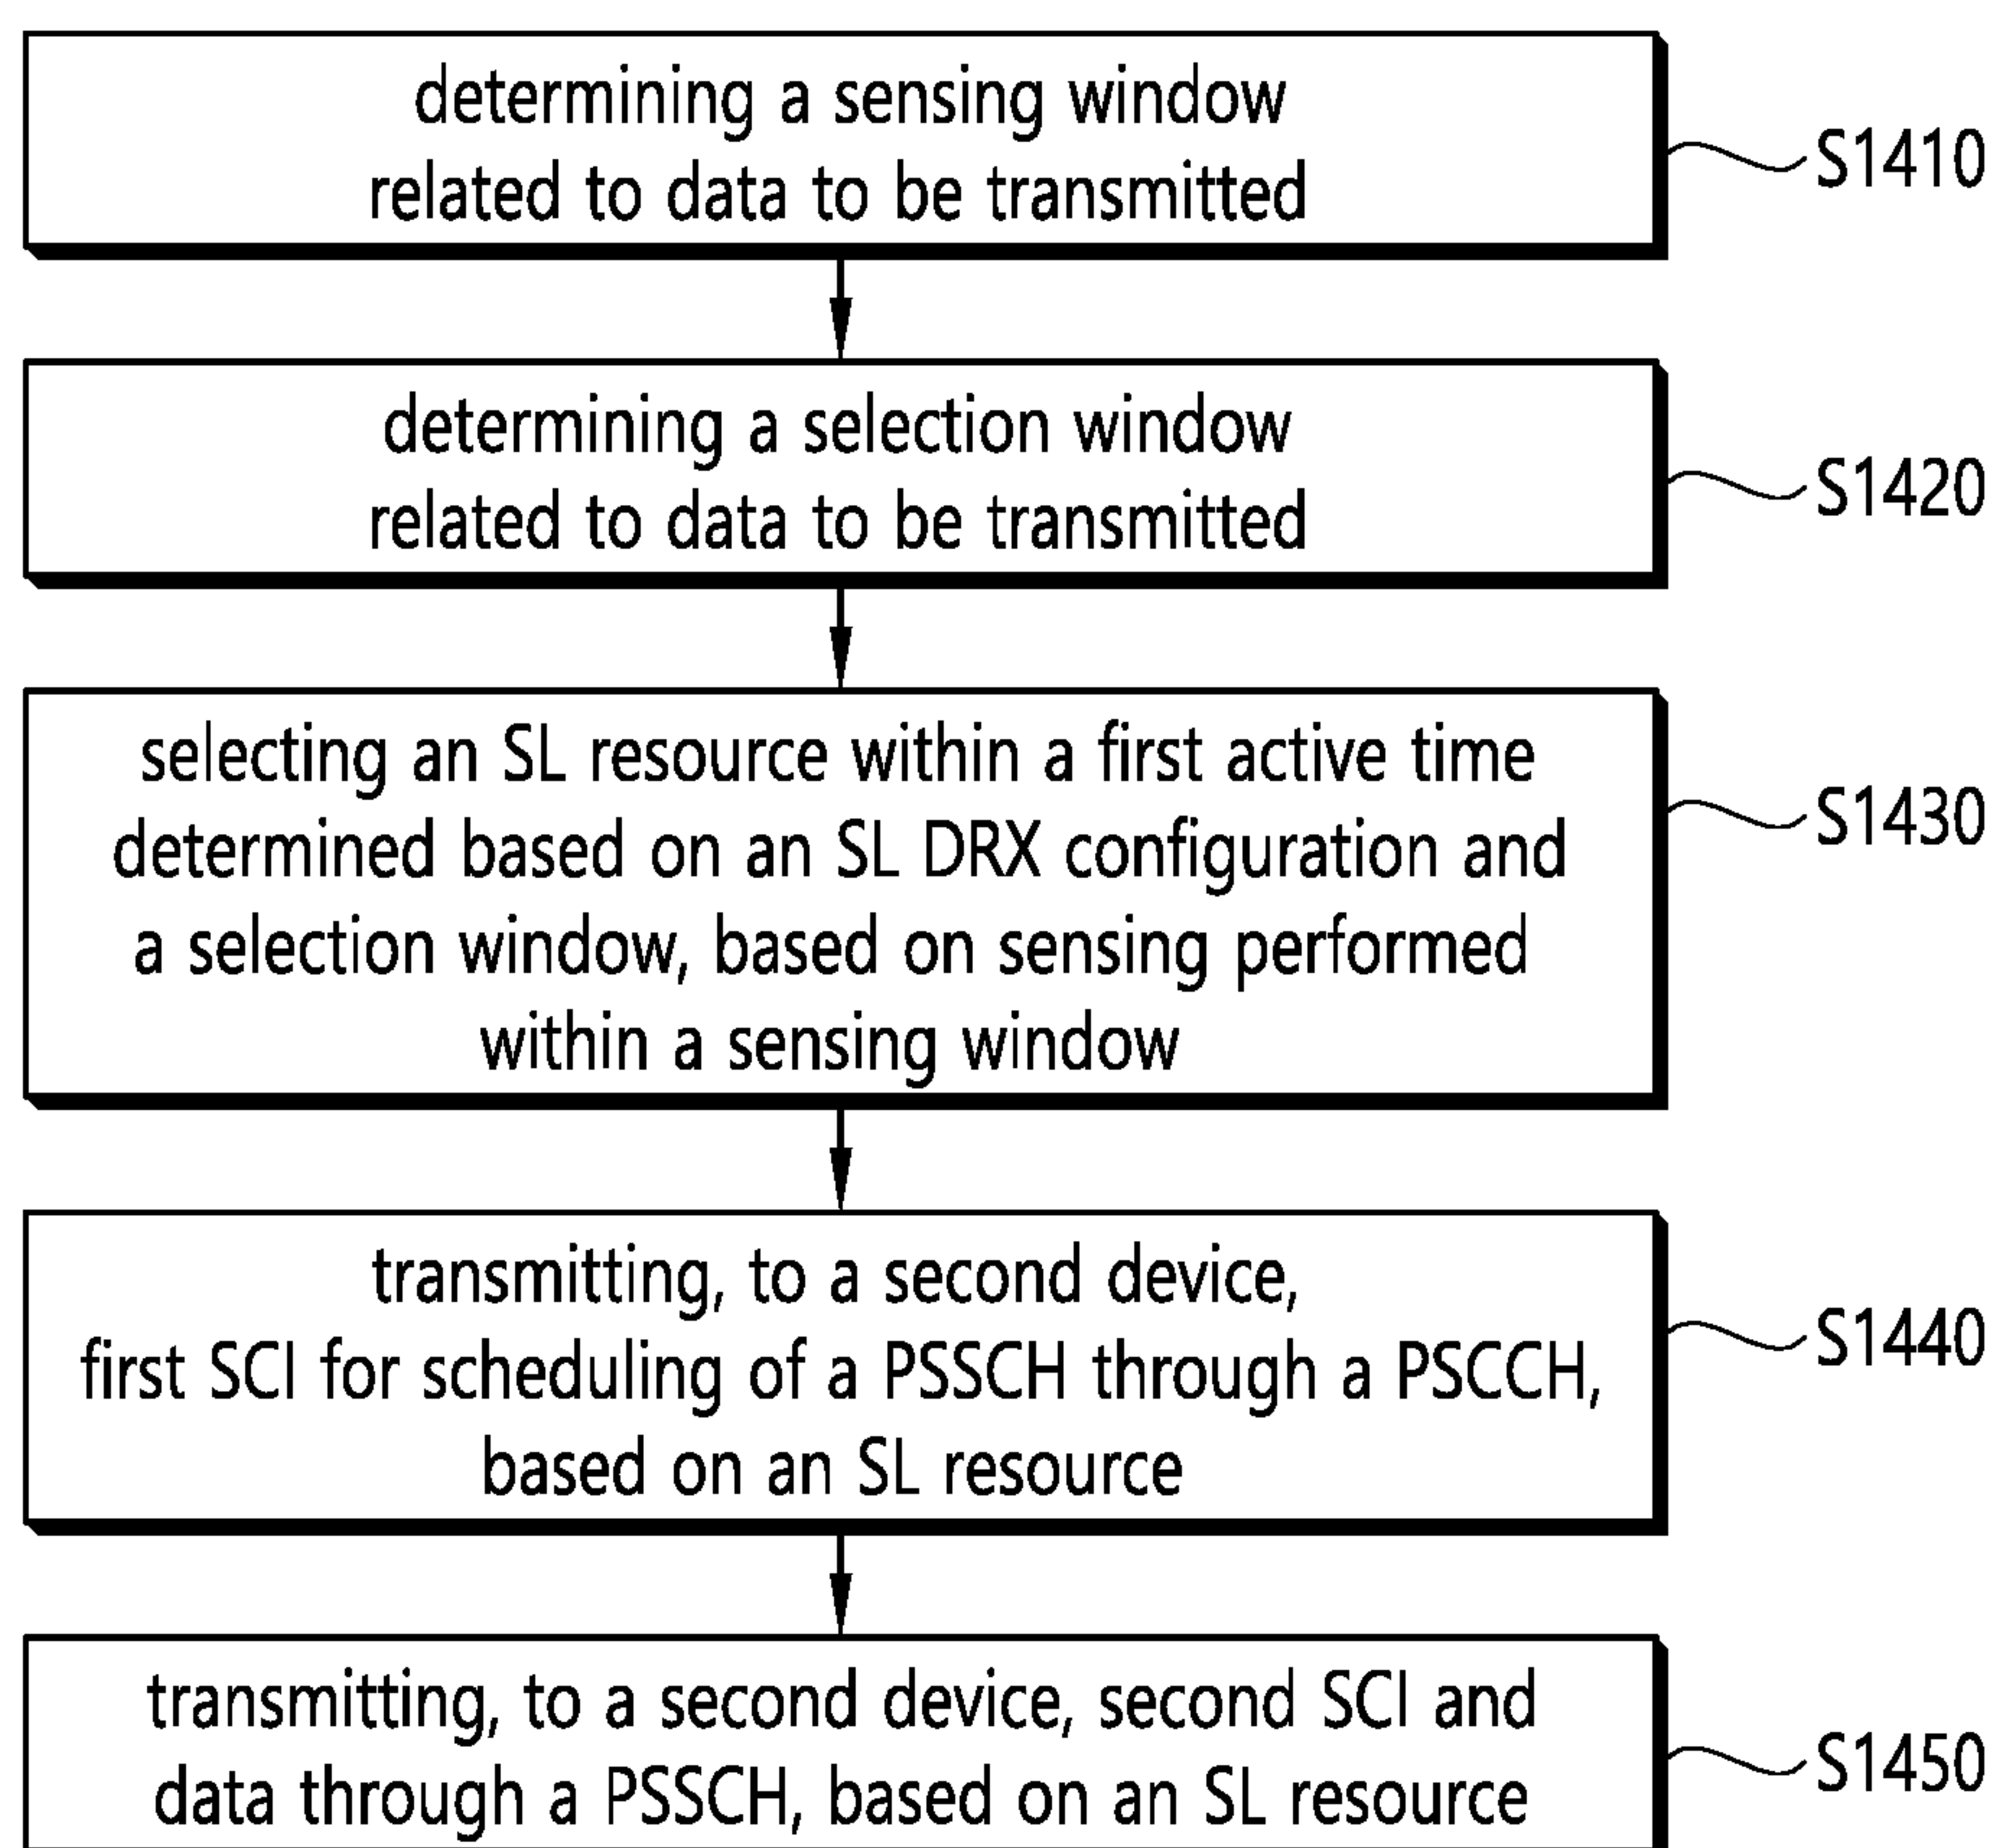 determining a sensing window
related to data to be transmitted
S1410
determining a selection window
related to data to be transmitted
S1420
selecting an SL resource within a first active time
determined based on an SL DRX configuration and
a selection window, based on sensing performed
within a sensing window
S1430
transmitting, to a second device,
first SCI for scheduling of a PSSCH through a PSCCH,
based on an SL resource
S1440
transmitting, to a second device, second SCI and
data through a PSSCH, based on an SL resource
S1450